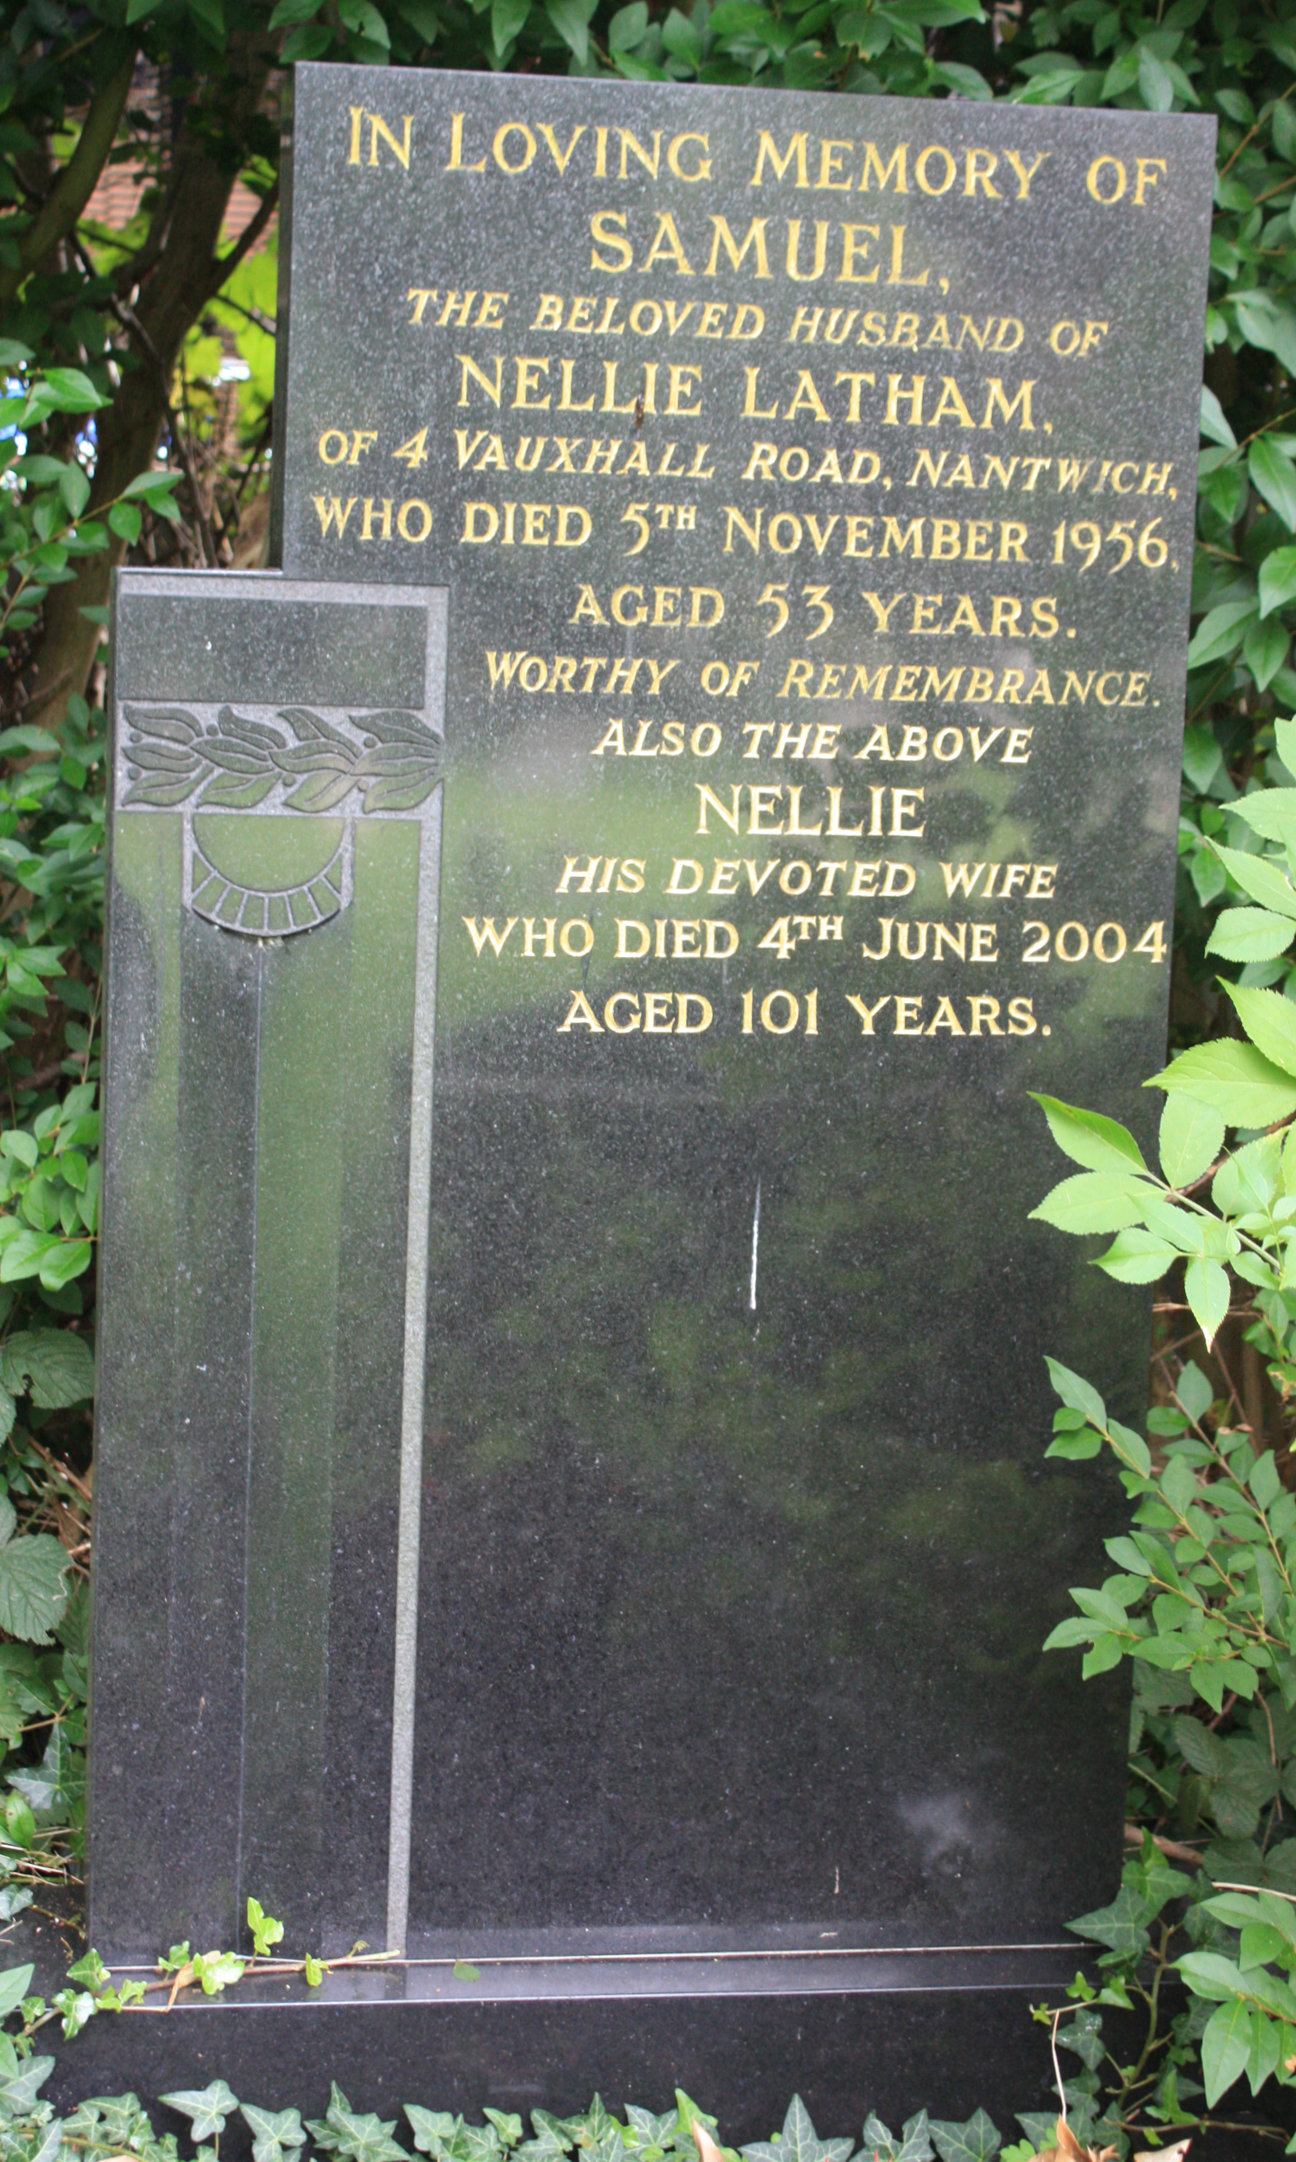 IN LOVING MEMORY OF
SAMUEL,
THE BELOVED HUSBAND OF
NELLIE LATHAM,
OF 4 VAUXHALL ROAD, NANTWICH,
WHO DIED 5TH NOVEMBER 1956,
AGED 53 YEARS.
WORTHY OF REMEMBRANCE.
ALSO THE ABOVE
NELLIE
HIS DEVOTED WIFE
WHO DIED 4TH JUNE 2004
AGED 101 YEARS.